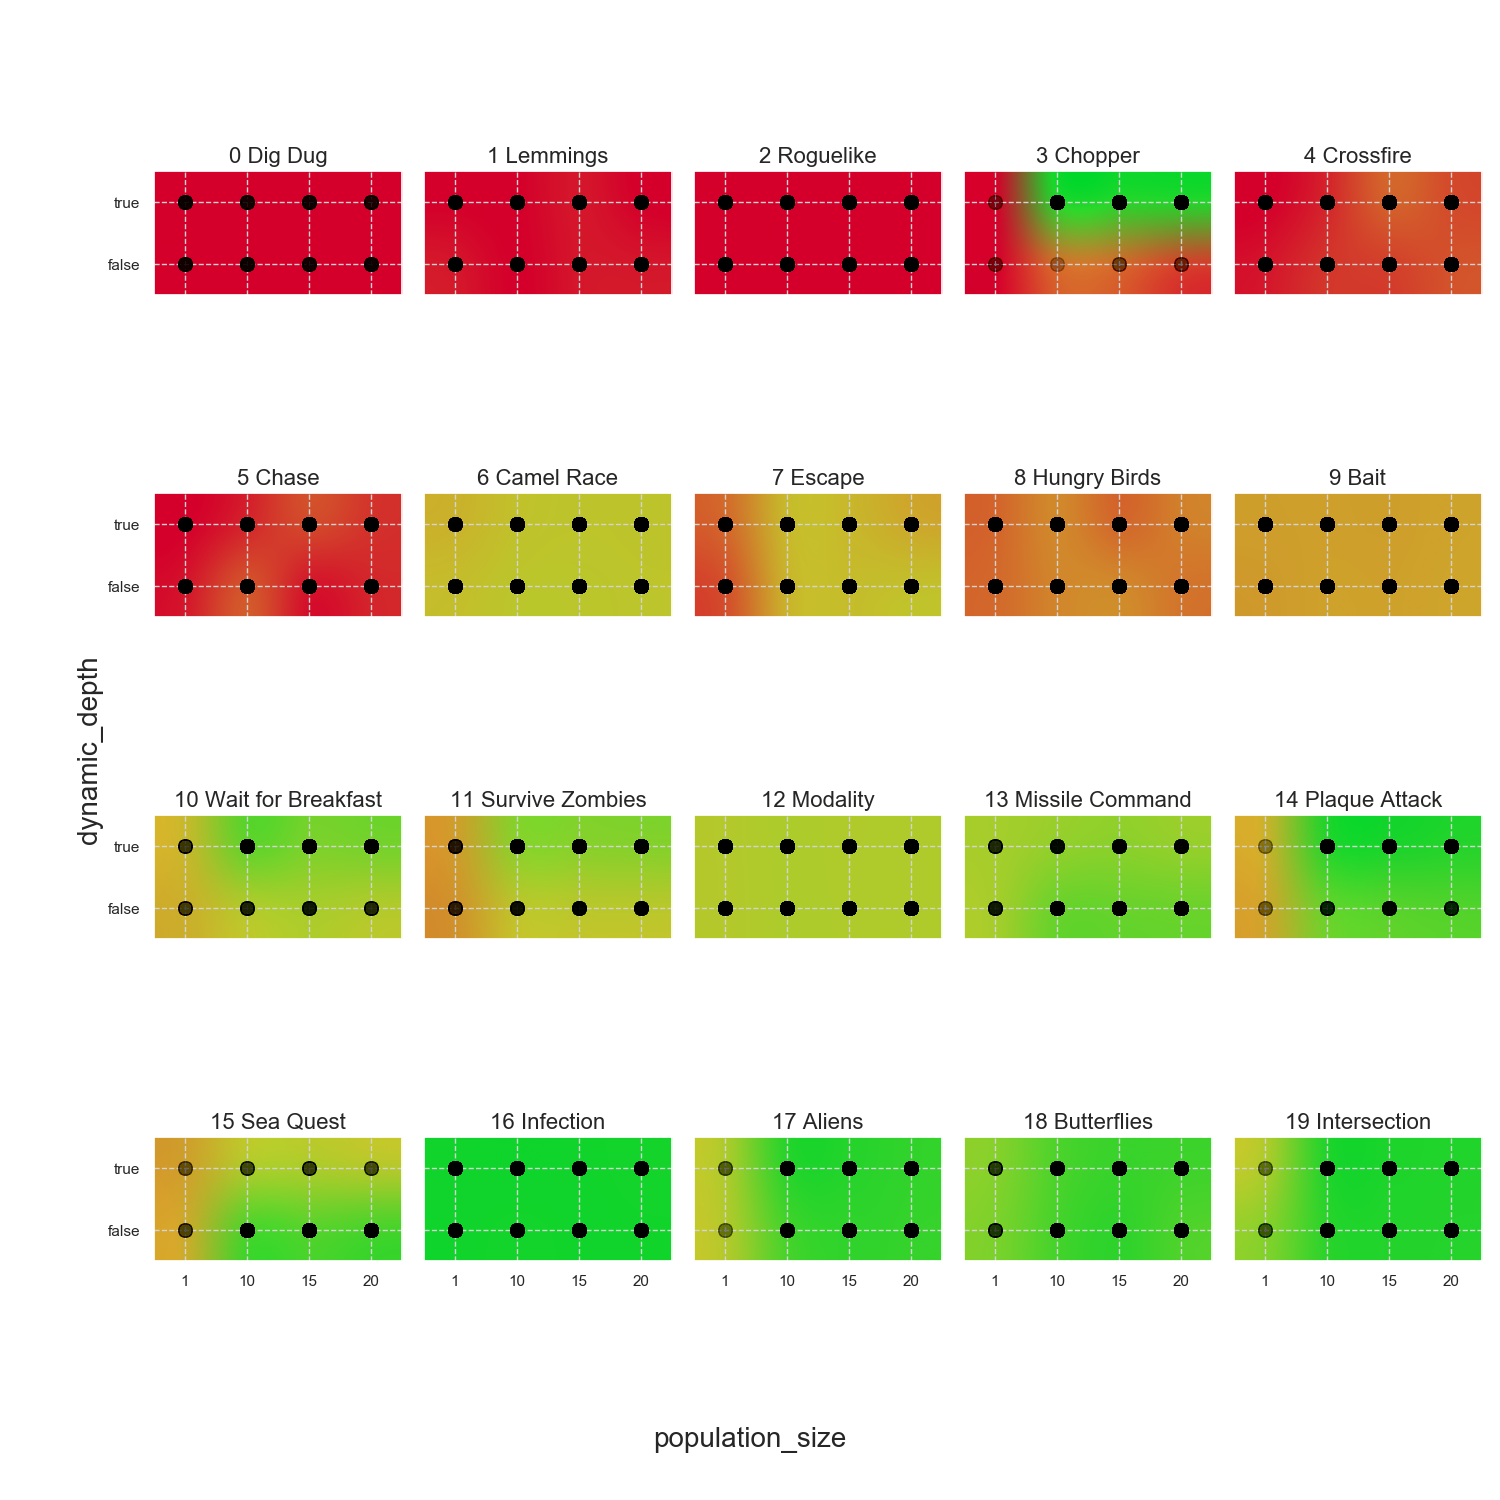 0 Dig Dug
1 Lemmings
2 Roguelike
3 Chopper
4 Crossfire
true
false
5 Chase
6 Camel Race
7 Escape
8 Hungry Birds
9 Bait
true
false
dynamic_depth
10 Wait for Breakfast
11 Survive Zombies
12 Modality
13 Missile Command
14 Plaque Attack
true
false
15 Sea Quest
16 Infection
17 Aliens
18 Butterflies
19 Intersection
true
false
1 10 15 20
1 10 15 20
1 10 15 20
1 10 15 20
1 10 15 20
population_size